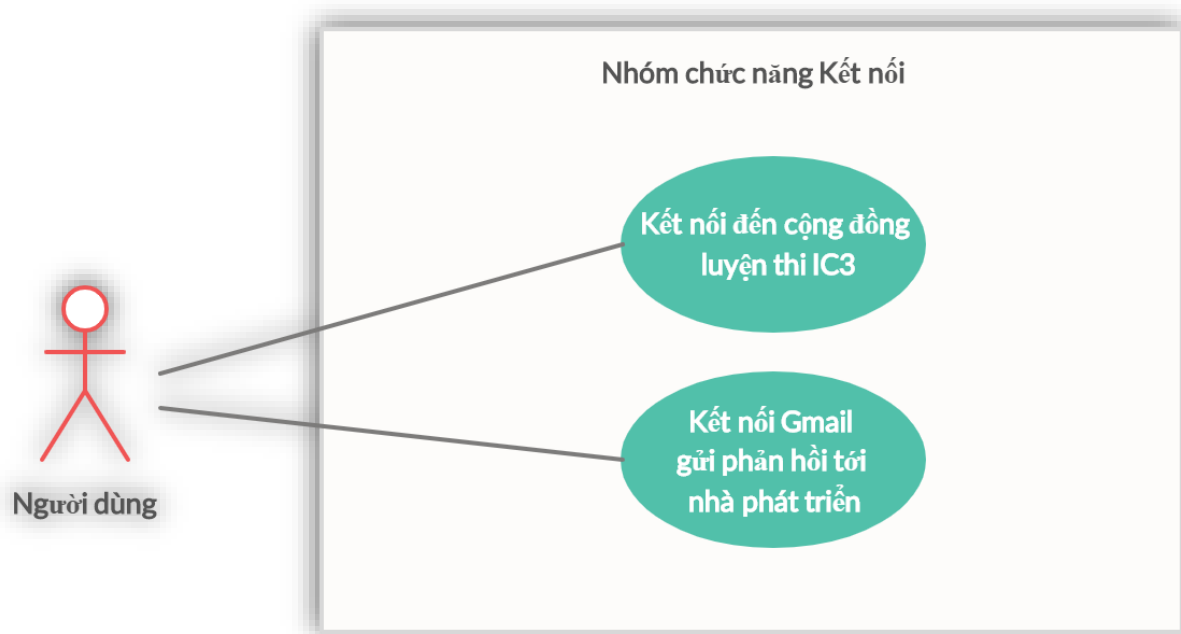 Nhóm chức năng Kết nối
Kết nối đến cộng đồng
luyện thi IC3
Kết nối Gmail
gửi phản hồi tới
nhà phát triển
Người dùng